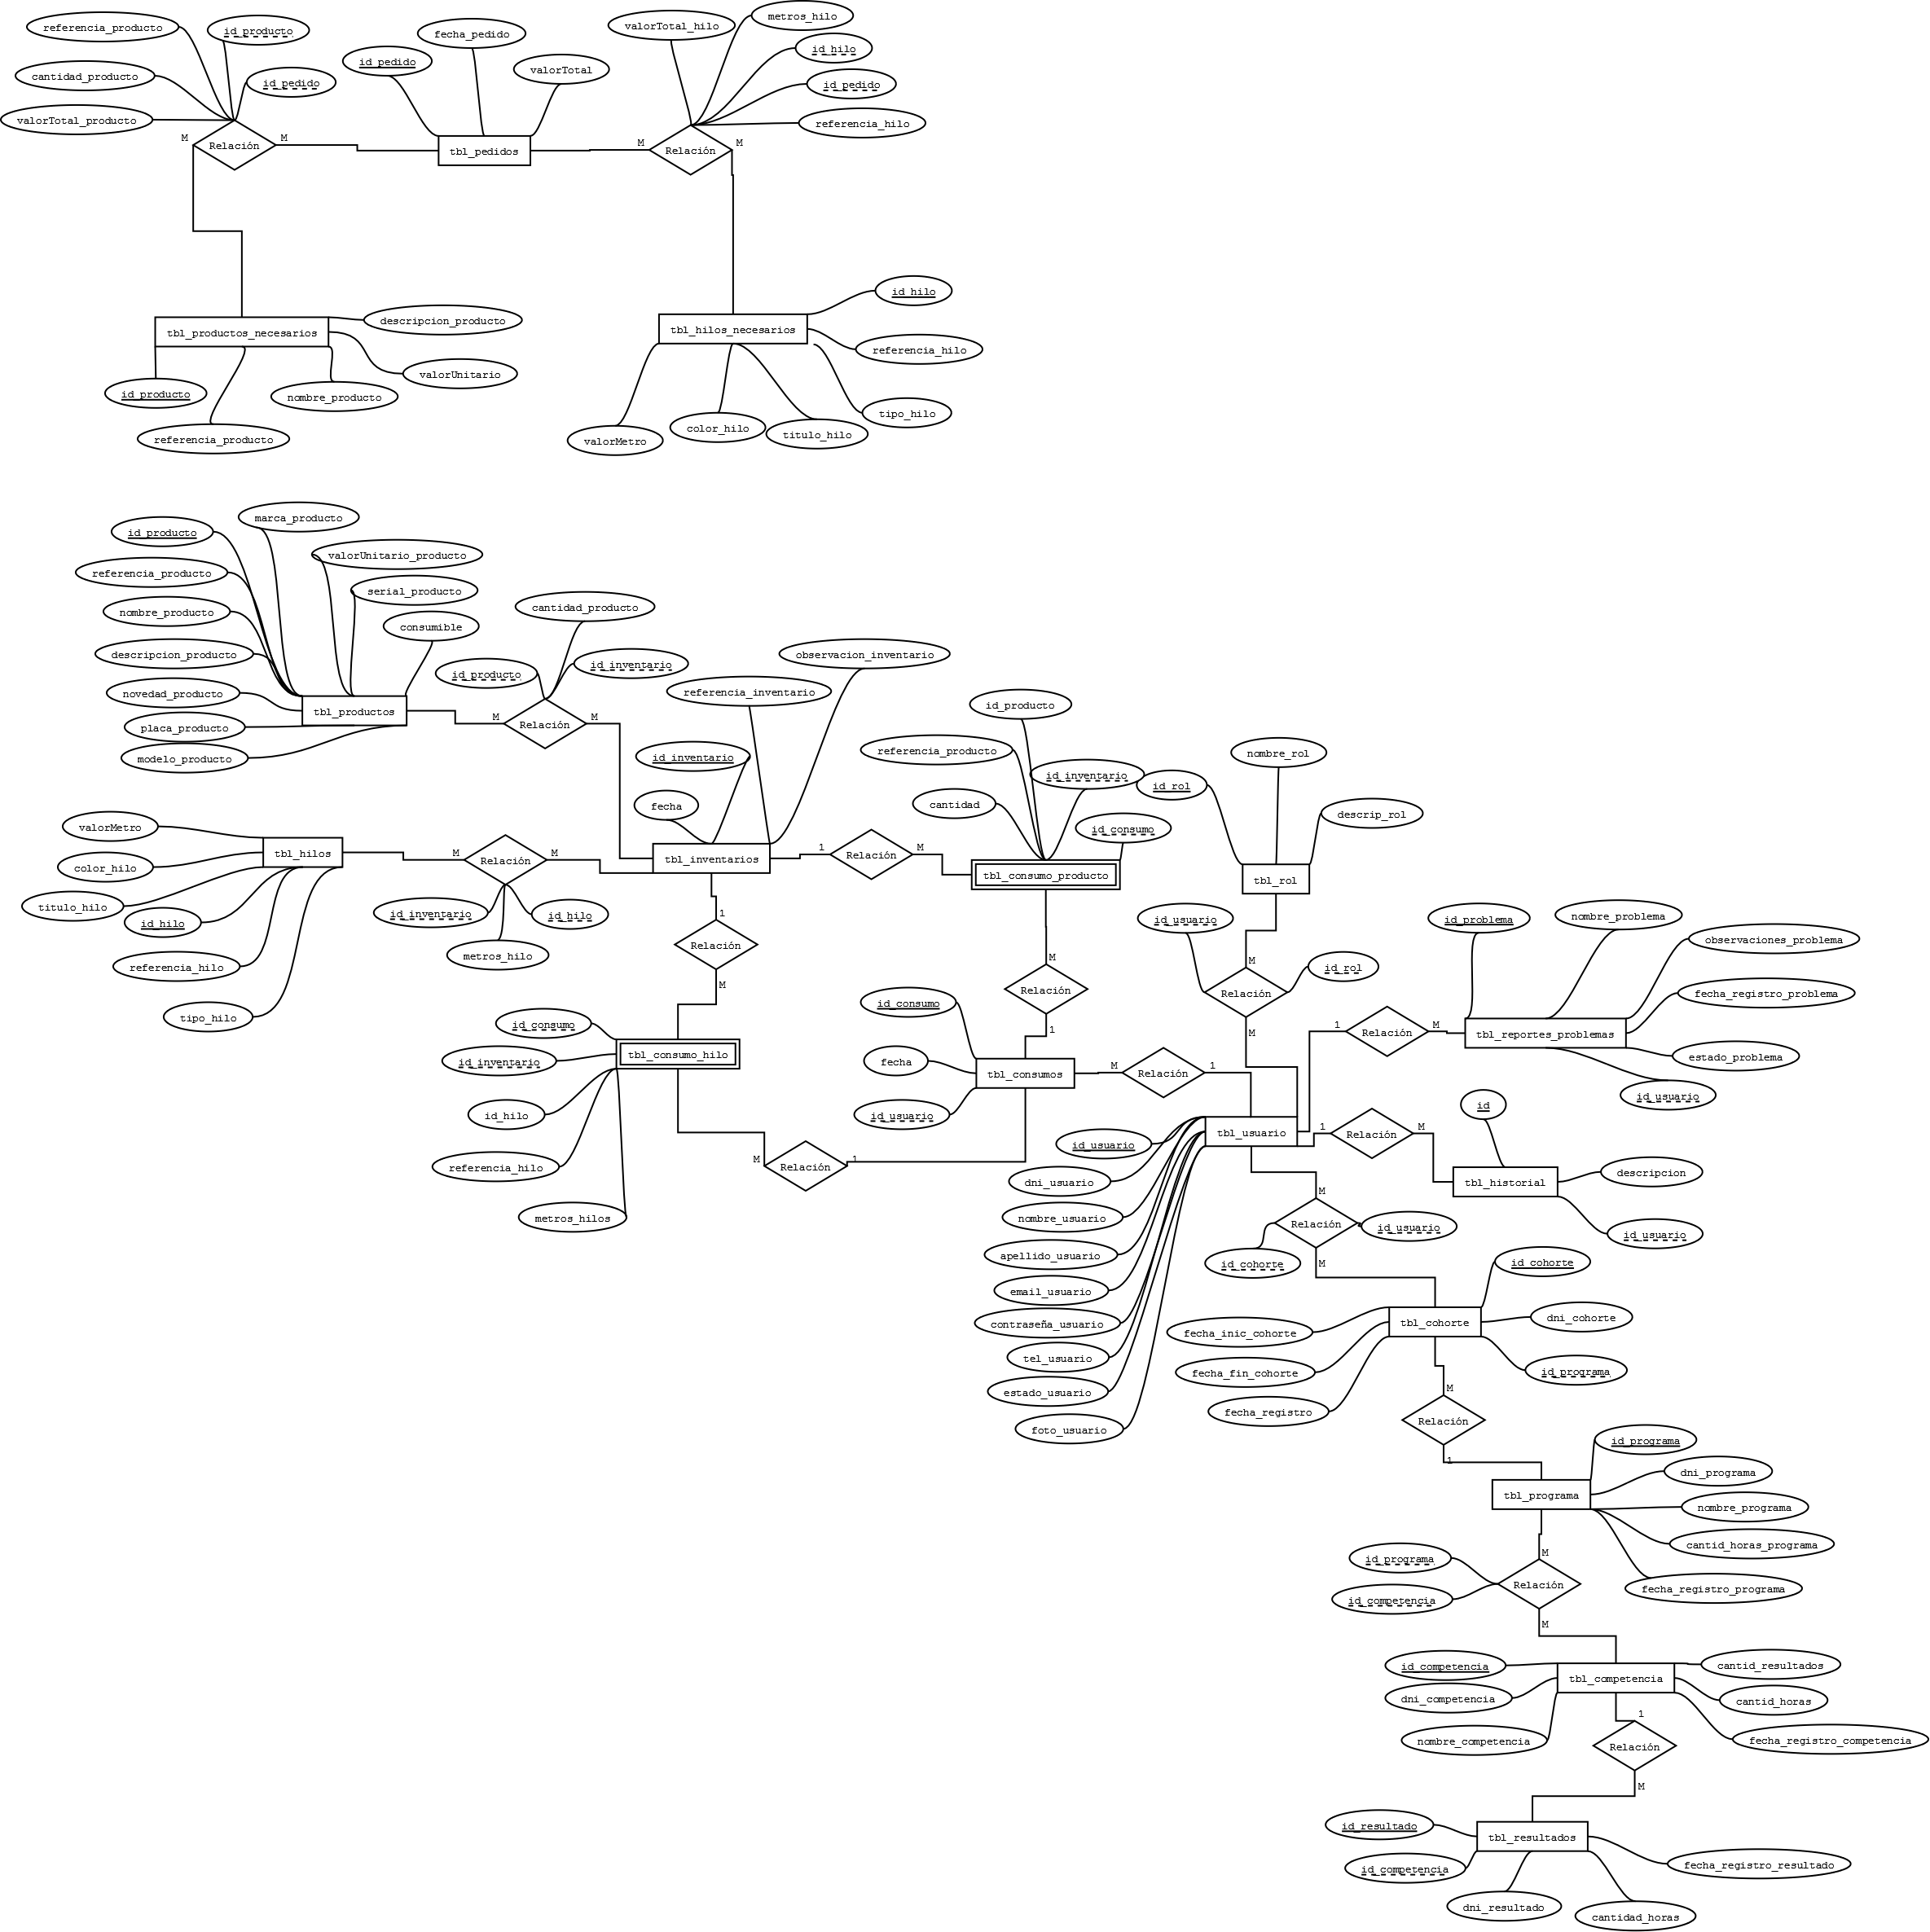 referencia_producto
id_producto
cantidad_producto
id_pedido
valorTotal_producto
M
Relación
M
id_pedido
fecha_pedido
valorTotal
tbl_pedidos
valorTotal_hilo
metros_hilo
id_hilo
id_pedido
referencia_hilo
M
Relación
M
tbl_productos_necesarios
descripcion_producto
valorUnitario
id_producto
nombre_producto
referencia_producto
tbl_hilos_necesarios
id_hilo
referencia_hilo
tipo_hilo
titulo_hilo
color_hilo
valorMetro
id_producto
marca_producto
valorUnitario_producto
referencia_producto
serial_producto
nombre_producto
consumible
descripcion_producto
novedad_producto
tbl_productos
placa_producto
modelo_producto
id_producto
cantidad_producto
id_inventario
M
Relación
M
observacion_inventario
referencia_inventario
id_inventario
fecha
tbl_inventarios
valorMetro
color_hilo
tbl_hilos
titulo_hilo
id_hilo
referencia_hilo
tipo_hilo
M
Relación
M
id_inventario
id_hilo
metros_hilo
1
Relación
M
1
Relación
M
id_producto
referencia_producto
id_inventario
cantidad
id_consumo
tbl_consumo_producto
id_rol
nombre_rol
descrip_rol
tbl_rol
id_usuario
M
Relación
id_rol
M
M
Relación
1
id_consumo
id_inventario
tbl_consumo_hilo
id_hilo
referencia_hilo
metros_hilos
id_consumo
fecha
id_usuario
tbl_consumos
M
Relación
1
M
Relación
1
id_problema
nombre_problema
observaciones_problema
fecha_registro_problema
1
Relación
M
tbl_reportes_problemas
estado_problema
id_usuario
tbl_usuario
id_usuario
dni_usuario
nombre_usuario
apellido_usuario
email_usuario
contraseña_usuario
tel_usuario
estado_usuario
foto_usuario
1
Relación
M
id
tbl_historial
descripcion
id_usuario
M
Relación
id_usuario
id_cohorte
M
id_cohorte
fecha_inic_cohorte
tbl_cohorte
dni_cohorte
fecha_fin_cohorte
id_programa
fecha_registro
M
Relación
1
id_programa
dni_programa
tbl_programa
nombre_programa
cantid_horas_programa
fecha_registro_programa
M
id_programa
Relación
id_competencia
M
id_competencia
tbl_competencia
cantid_resultados
dni_competencia
cantid_horas
nombre_competencia
fecha_registro_competencia
1
Relación
M
id_resultado
tbl_resultados
id_competencia
fecha_registro_resultado
dni_resultado
cantidad_horas